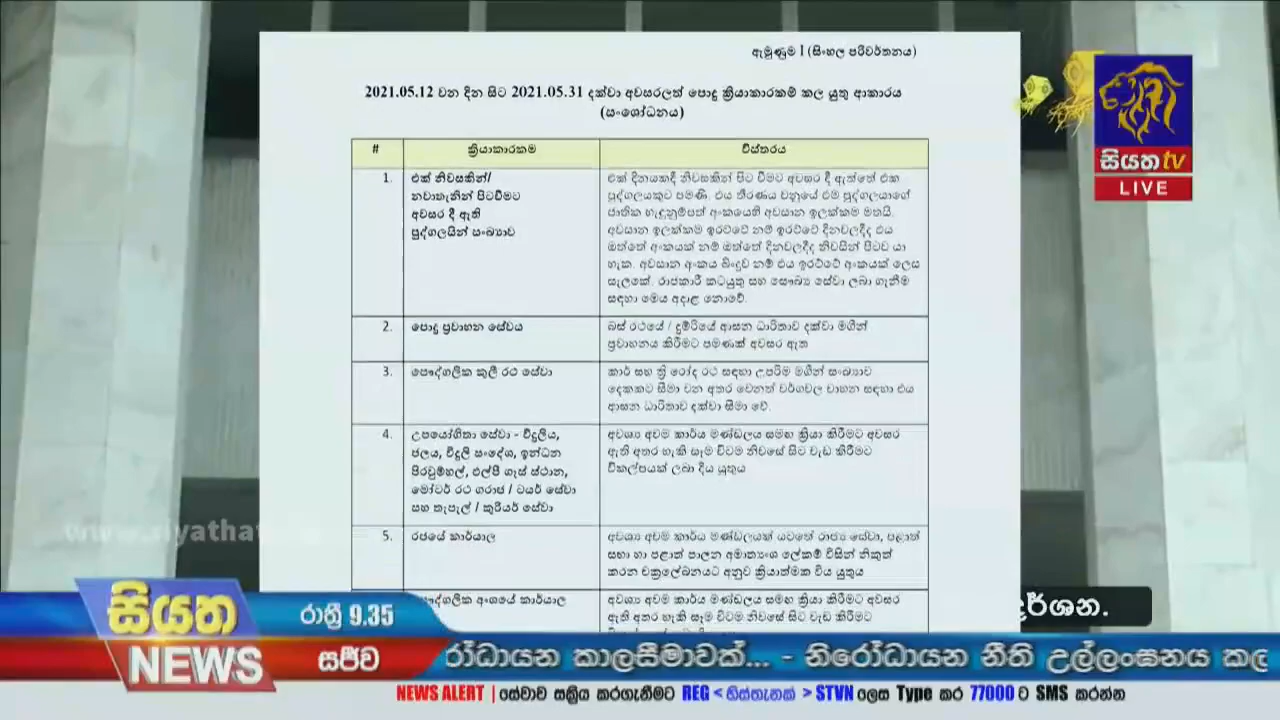 ඇමුණුම I (සිංහල පරිවර්තනය)
2021.05.12 වන දින සිට 2021.05.31 දක්වා අවසරලත් පොදු ක්‍රියාකාරකම් කල යුතු ආකාරය
(සංශෝධනය)
# ක්‍රියාකාරකම විස්තරය
1. එක් නිවසකින්/
නවාතැනින් පිටවීමට
අවසර දී ඇති
පුද්ගලයින් සංඛ්‍යාව
එක් දිනයකදී නිවසකින් පිට වීමට අවසර දී ඇත්තේ එක්
පුද්ගලයකුට පමණි. එය තීරණය වනුයේ එම පුද්ගලයාගේ
ජාතික හැඳුනුම්පත් අංකයෙහි අවසාන ඉලක්කම මතයි.
අවසාන ඉලක්කම ඉරට්ටේ නම් ඉරට්ටේ දිනවලදීද එය
ඔත්තේ අංකයක් නම් ඔත්තේ දිනවලදීද නිවසින් පිටව යා
හැක. අවසාන අංකය බිංදුව නම් එය ඉරට්ටේ අංකයක් ලෙස
සැලකේ. රාජකාරී කටයුතු සහ සෞඛ්‍ය සේවා ලබා ගැනීම
සඳහා මෙය අදාළ නොවේ.
2. පොදු ප්‍රවාහන සේවය
බස් රථයේ / දුම්රියේ ආසන ධාරිතාව දක්වා මගීන්
ප්‍රවාහනය කිරීමට පමණක් අවසර ඇත
3. පෞද්ගලික කුලී රථ සේවා
කාර් සහ ත්‍රි රෝද රථ සඳහා උපරිම මගීන් සංඛ්‍යාව
දෙකකට සීමා වන අතර වෙනත් වර්ගවල වාහන සඳහා එය
ආසන ධාරිතාව දක්වා සීමා වේ.
4. උපයෝගිතා සේවා - විදුලිය,
ජලය, විදුලි සංදේශ, ඉන්ධන
පිරවුම්හල්, එල්පී ගෑස් ස්ථාන,
මෝටර් රථ ගරාජ / ටයර් සේවා
සහ තැපැල් / කුරියර් සේවා
අවශ්‍ය අවම කාර්ය මණ්ඩලය සමඟ ක්‍රියා කිරීමට අවසර
ඇති අතර හැකි සෑම විටම නිවසේ සිට වැඩ කිරීමට
විකල්පයක් ලබා දිය යුතුය
5. රජයේ කාර්යාල
අවශ්‍ය අවම කාර්ය මණ්ඩලයක් යටතේ රාජ්‍ය සේවා, පළාත්
සභා හා පළාත් පාලන අමාත්‍යංශ ලේකම් විසින් නිකුත්
කරන චක්‍රලේඛනයට අනුව ක්‍රියාත්මක විය යුතුය
පෞද්ගලික අංශයේ කාර්යාල
අවශ්‍ය අවම කාර්ය මණ්ඩලය සමඟ ක්‍රියා කිරීමට අවසර
ඇති අතර හැකි සෑම විටම නිවසේ සිට වැඩ කිරීමට
සියත tv
LIVE
සියත
NEWS
රාත්‍රී 9.35
සජීව
දර්ශන.
රෝධායන කාලසීමාවක්... - නිරෝධායන නීති උල්ලංඝනය කල
NEWS ALERT | සේවාව සක්‍රීය කරගැනීමට REG < හිස්තැනක් > STVN ලෙස Type කර 77000 ට SMS කරන්න